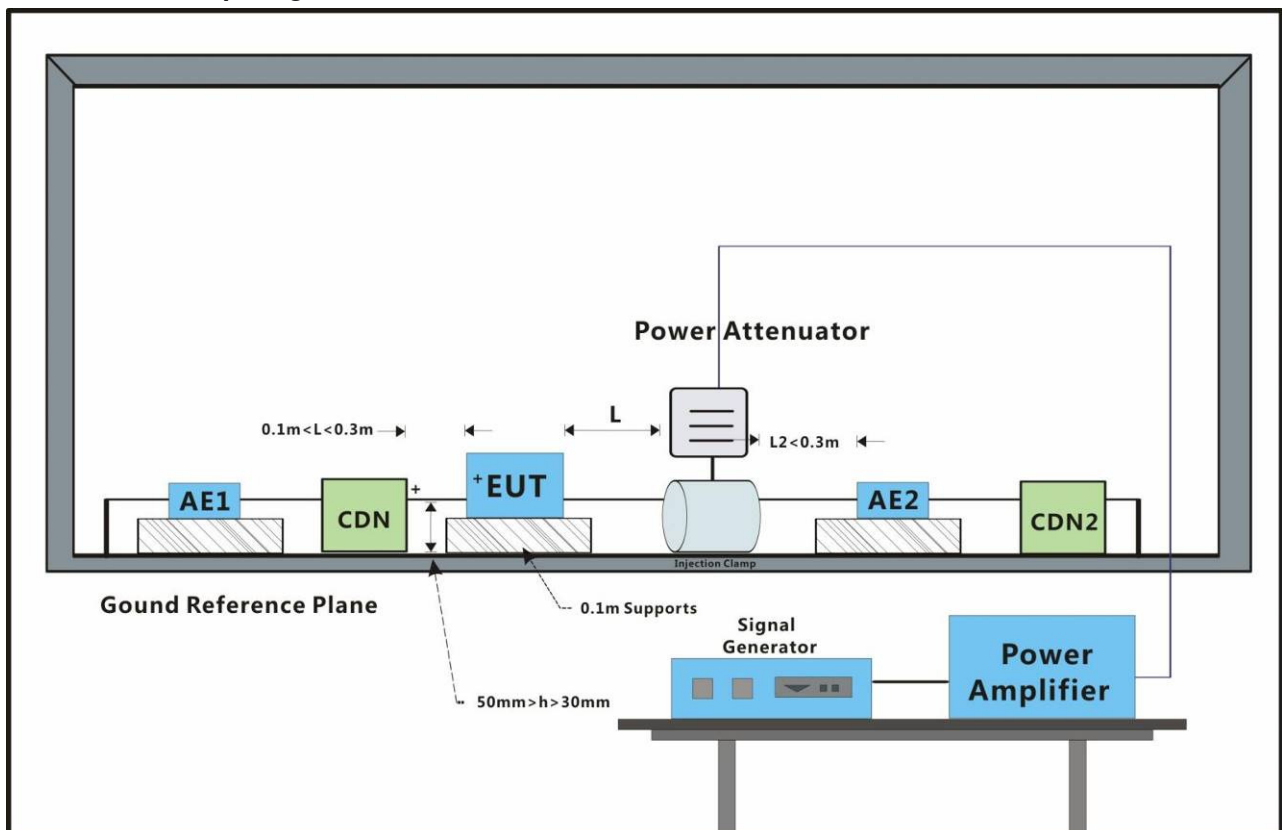 Power Attenuator
0.1m<L<0.3m
L
L2<0.3m
AE1
CDN
+
+EUT
AE2
CDN2
Injection Clamp
Gound Reference Plane
0.1m Supports
Signal
Generator
Power
Amplifier
50mm>h>30mm